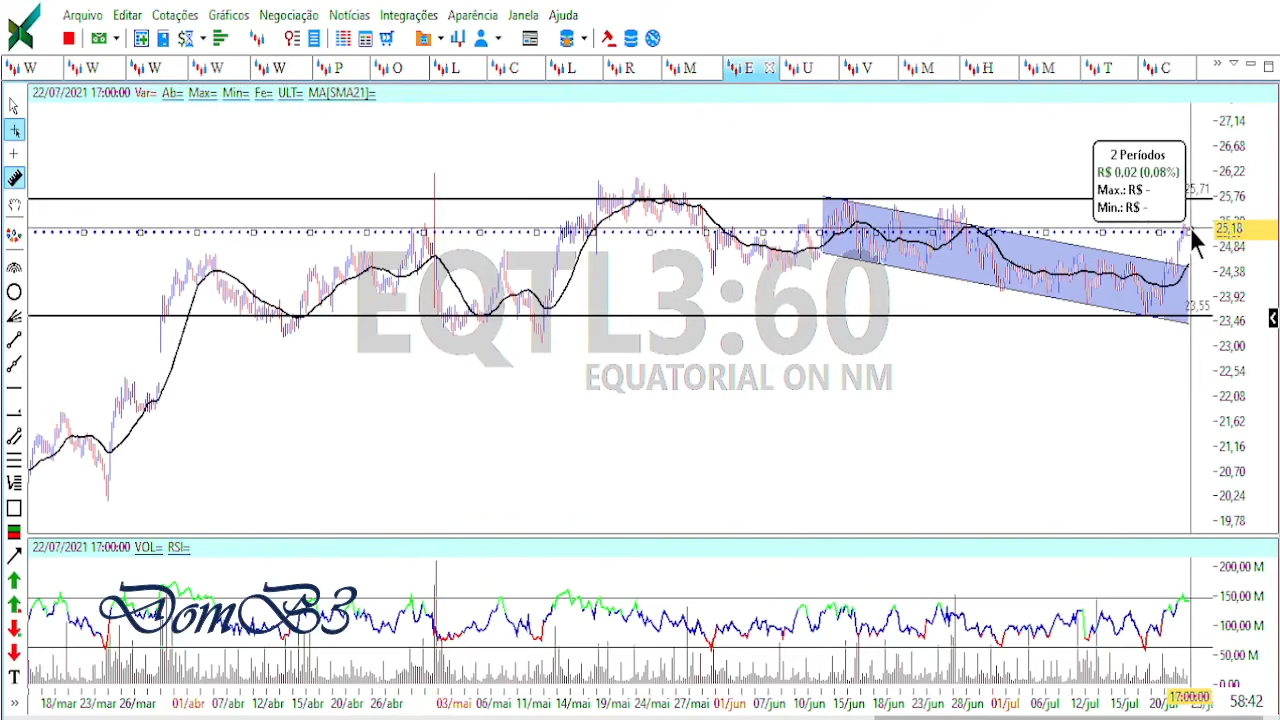 Arquivo Editar Cotações Gráficos Negociação Notícias Integrações Aparência Janela Ajuda
W W W W W P O L C L R M E U V M H M T C
22/07/2021 17:00:00 Var= Ab= Max= Min= Fe= ULT= MA[SMA21]=
27,14
26,68
2 Períodos
R$ 0,02 (0,08%)
Max.: R$ -
Min.: R$ -
26,22
25,71
25,76
25,18
24,84
24,38
23,92
23,55
23,46
23,00
22,54
22,08
21,62
21,16
20,70
20,24
19,78
EQTL3:60
EQUATORIAL ON NM
22/07/2021 17:00:00 VOL= RSI=
200,00 M
150,00 M
100,00 M
50,00 M
0,00
DomB3
18/mar 23/mar 26/mar 01/abr 07/abr 12/abr 15/abr 20/abr 26/abr 03/mai 06/mai 11/mai 14/mai 19/mai 24/mai 27/mai 01/jun 07/jun 10/jun 15/jun 18/jun 23/jun 28/jun 01/jul 06/jul 12/jul 15/jul 20/jul 17:00:00 58:42